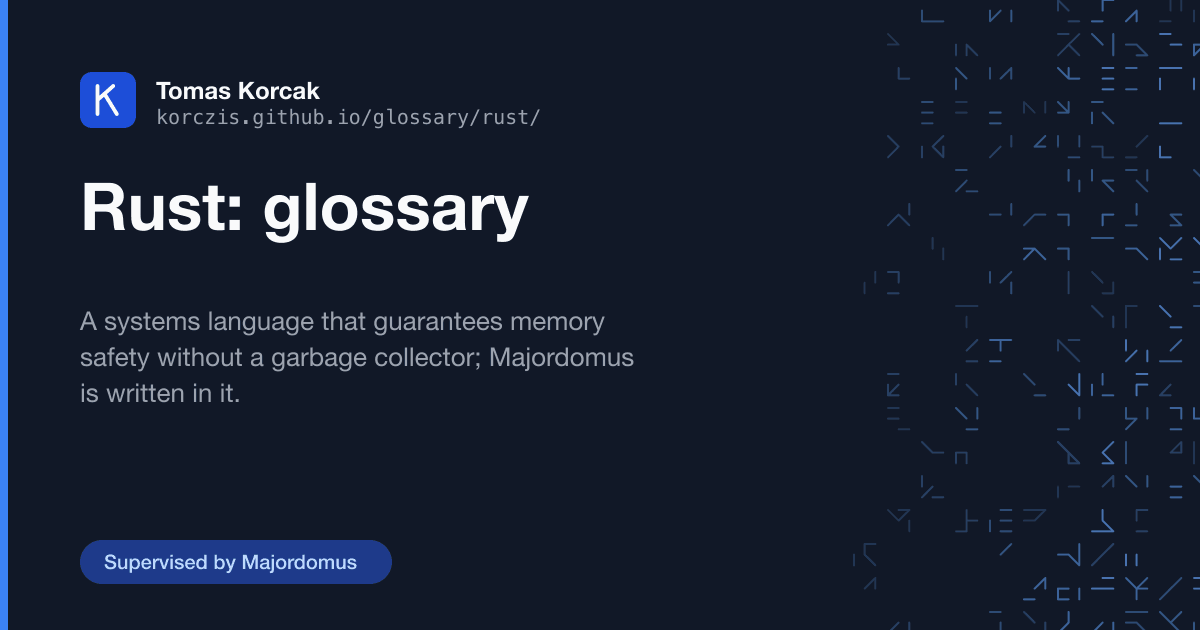 K
Tomas Korcak
korczis.github.io/glossary/rust/
Rust: glossary
A systems language that guarantees memory
safety without a garbage collector; Majordomus
is written in it.
Supervised by Majordomus